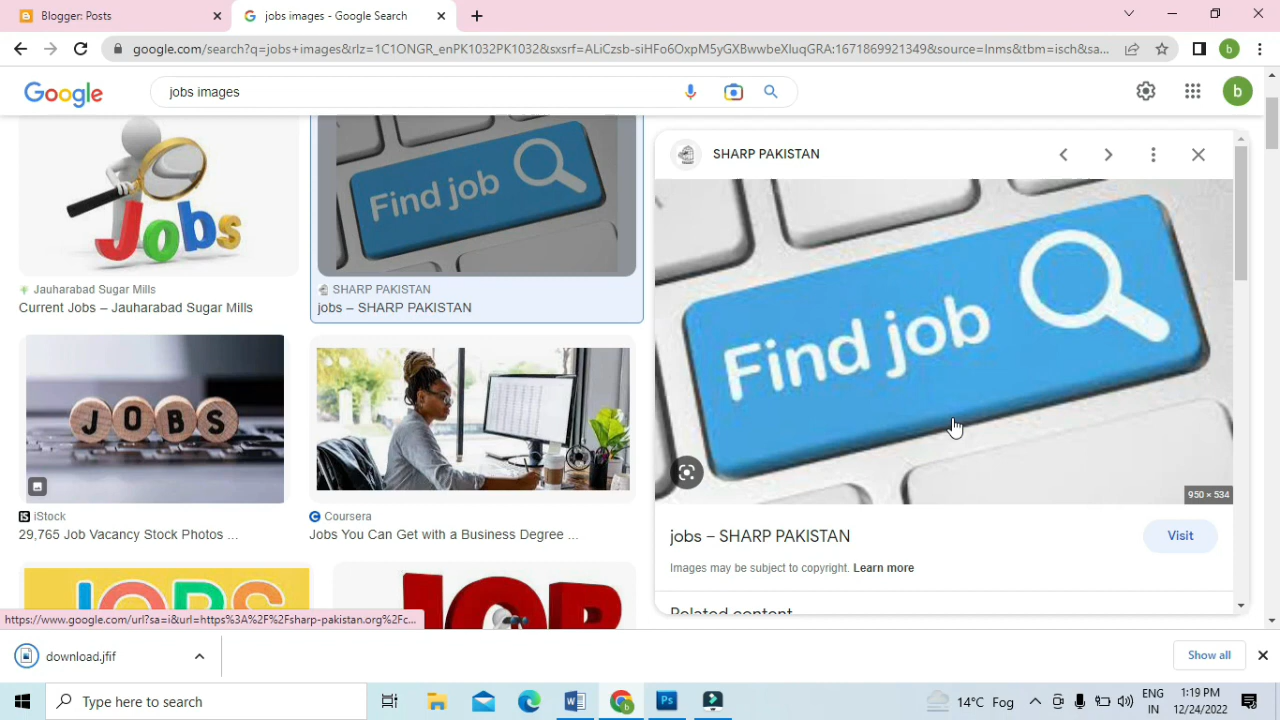 Blogger: Posts
jobs images - Google Search
google.com/search?q=jobs+images&rlz=1C1ONGR_enPK1032PK1032&sxsrf=ALiCzsb-siHFo6OxpM5yGXBwwbeXluqGRA:1671869921349&source=lnms&tbm=isch&sa...
b
Google
jobs images
b
Jobs
Jauharabad Sugar Mills
Current Jobs – Jauharabad Sugar Mills
Find job
SHARP PAKISTAN
jobs – SHARP PAKISTAN
JOBS
iStock
29,765 Job Vacancy Stock Photos ...
Coursera
Jobs You Can Get with a Business Degree ...
JOBS
JOB
SHARP PAKISTAN
Find job
950 × 534
jobs – SHARP PAKISTAN
Visit
Images may be subject to copyright. Learn more
Related content
https://www.google.com/url?sa=i&url=https%3A%2F%2Fsharp-pakistan.org%2Fc...
download.jfif
Show all
Type here to search
14°C Fog
ENG
IN
1:19 PM
12/24/2022